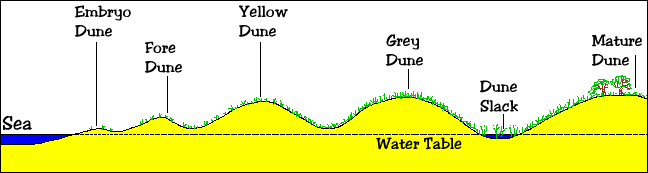 Embryo
Dune
Fore
Dune
Yellow
Dune
Grey
Dune
Dune
Slack
Mature
Dune
Sea
Water Table